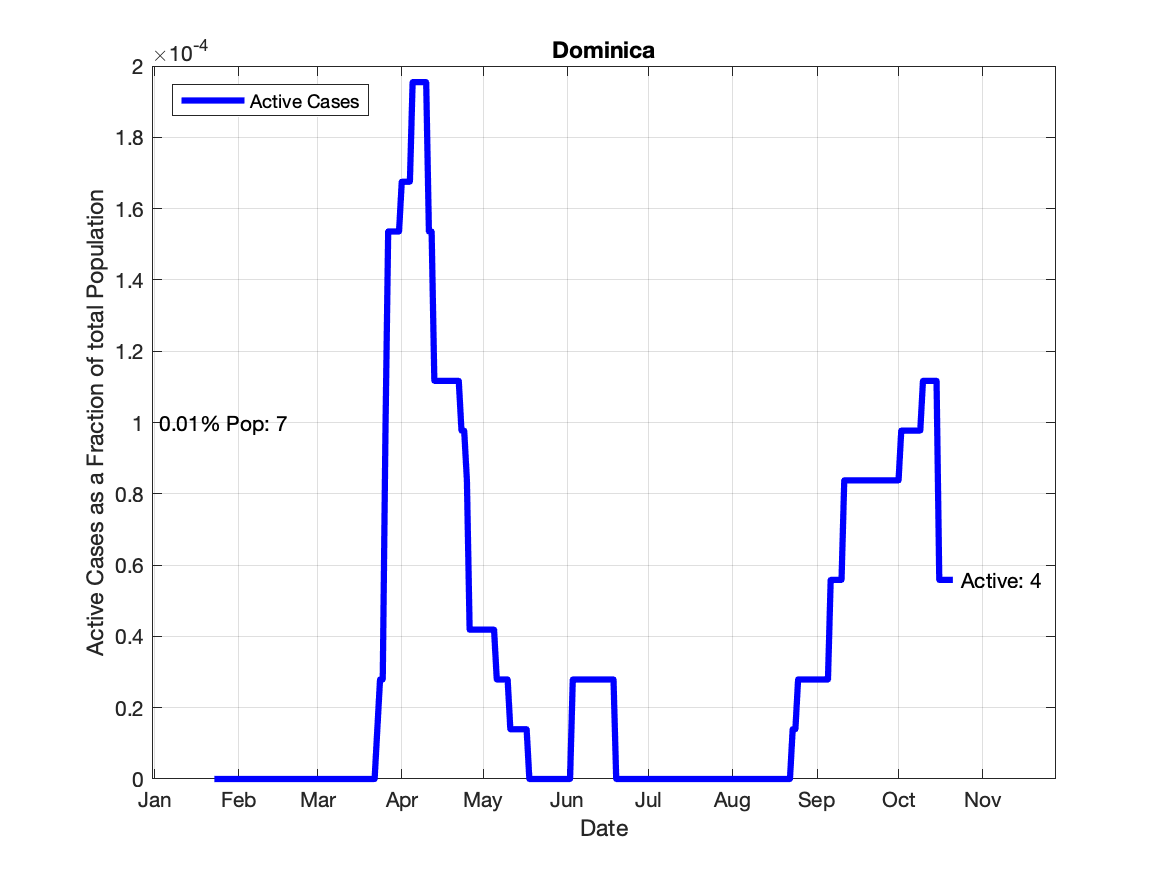 Dominica
×10-4
2
1.8
1.6
1.4
1.2
1
0.8
0.6
0.4
0.2
0
Active Cases as a Fraction of total Population
Active Cases
0.01% Pop: 7
Active: 4
Jan Feb Mar Apr May Jun Jul Aug Sep Oct Nov
Date